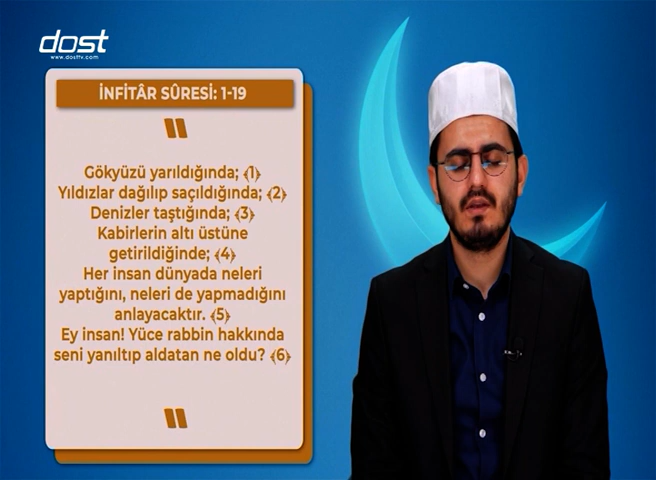 dost
www.dosttv.com
İNFİTÂR SÛRESİ: 1-19
"
Gökyüzü yarıldığında; ﴾1﴿
Yıldızlar dağılıp saçıldığında; ﴾2﴿
Denizler taştığında; ﴾3﴿
Kabirlerin altı üstüne
getirildiğinde; ﴾4﴿
Her insan dünyada neleri
yaptığını, neleri de yapmadığını
anlayacaktır. ﴾5﴿
Ey insan! Yüce rabbin hakkında
seni yanıltıp aldatan ne oldu? ﴾6﴿
"